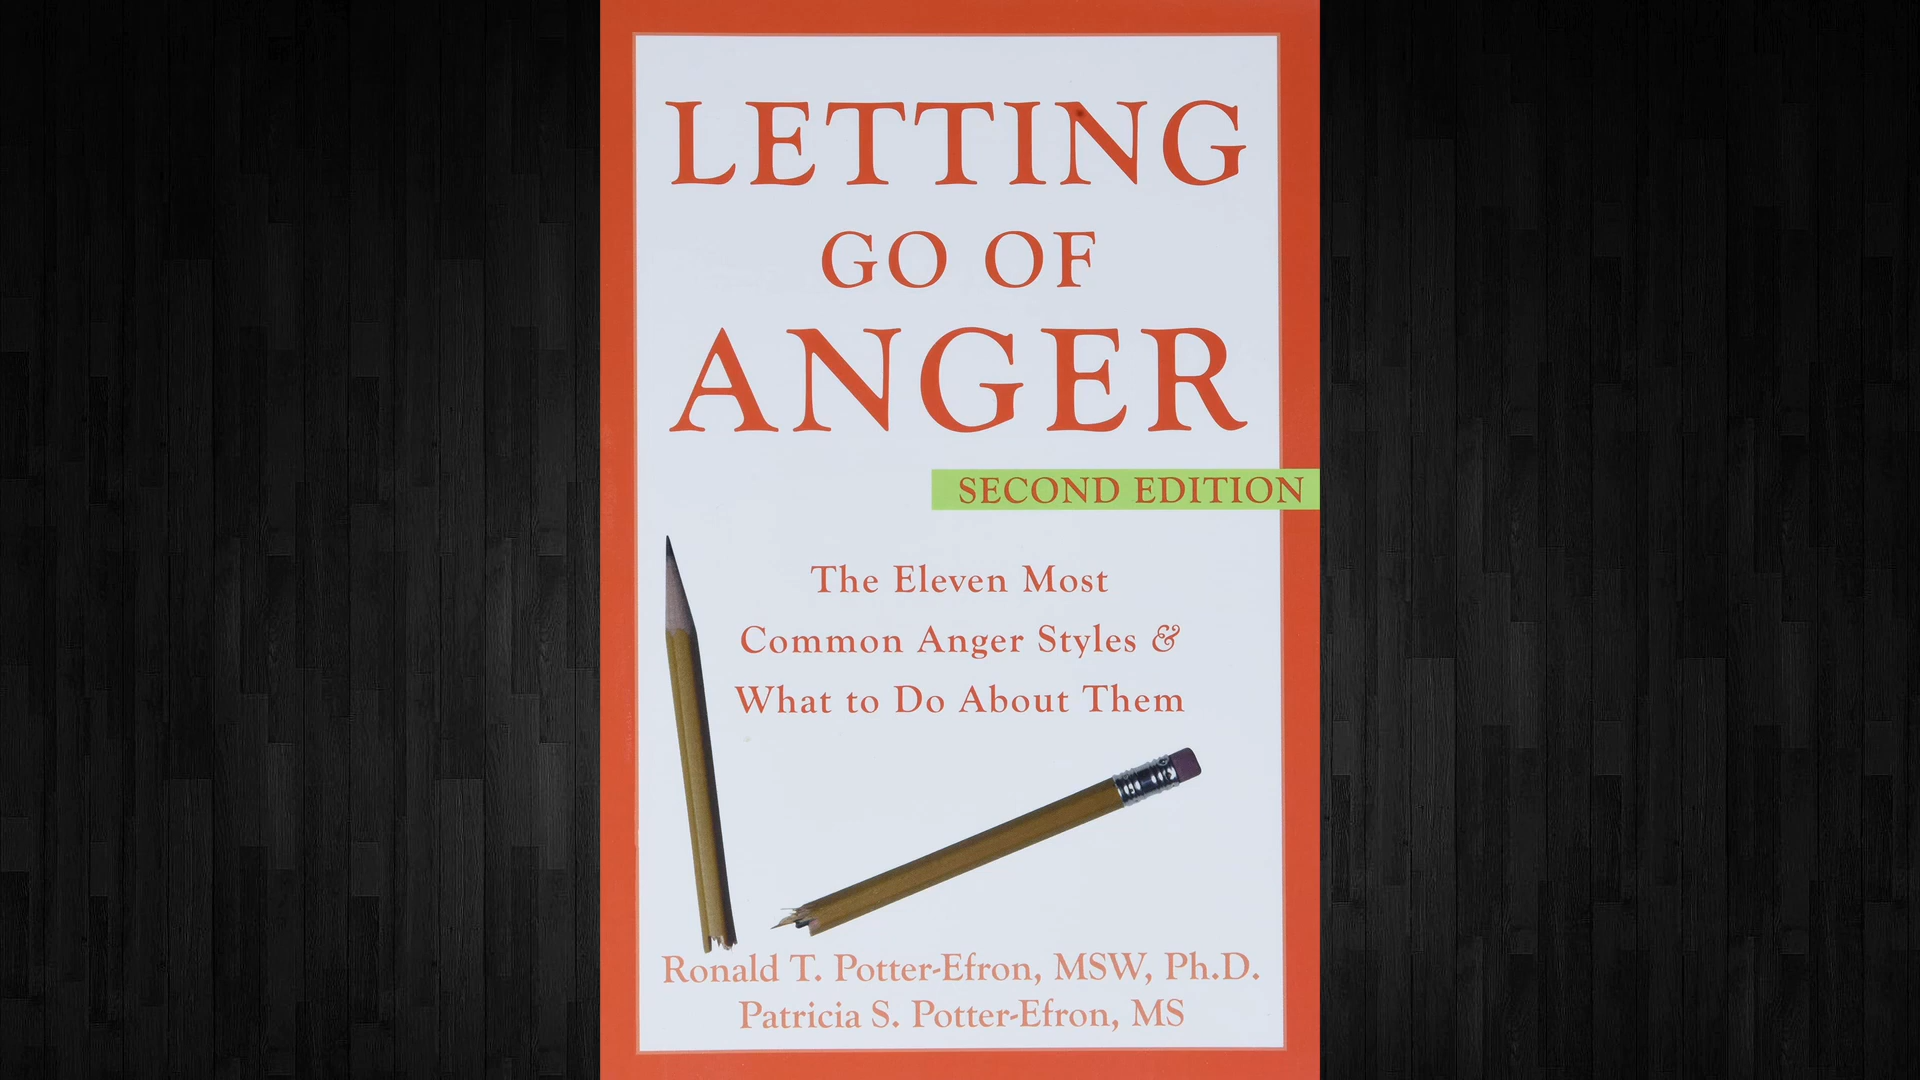 LETTING
GO OF
ANGER
SECOND EDITION
The Eleven Most
Common Anger Styles &
What to Do About Them
Ronald T. Potter-Efron, MSW, Ph.D.
Patricia S. Potter-Efron, MS